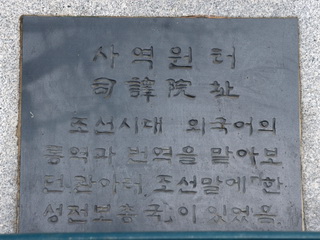 사역원 터
司譯院 址
조선시대 외국어의
통역과 번역을 맡아보
던 관아터. 조선말에「한
성전보총국」이 있었음.